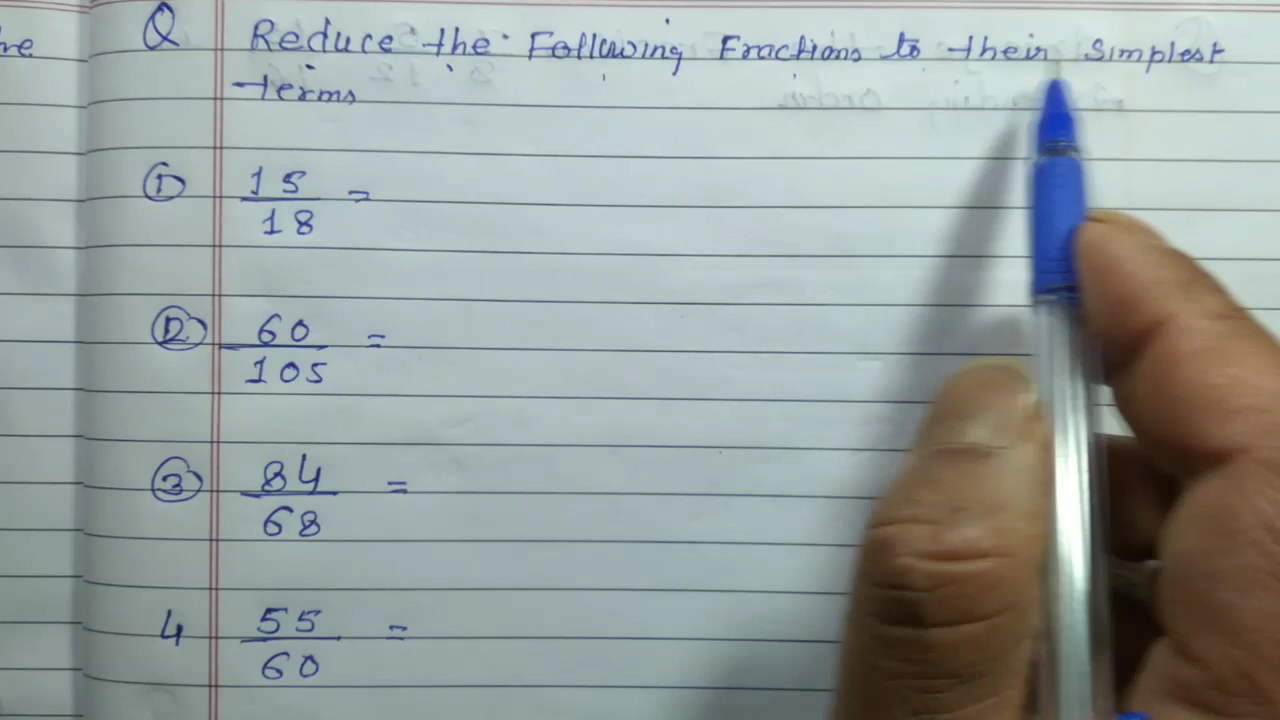 re
Q Reduce the Following Fractions to their Simplest
terms
① 15/18 =
② 60/105 =
③ 84/68 =
4 55/60 =